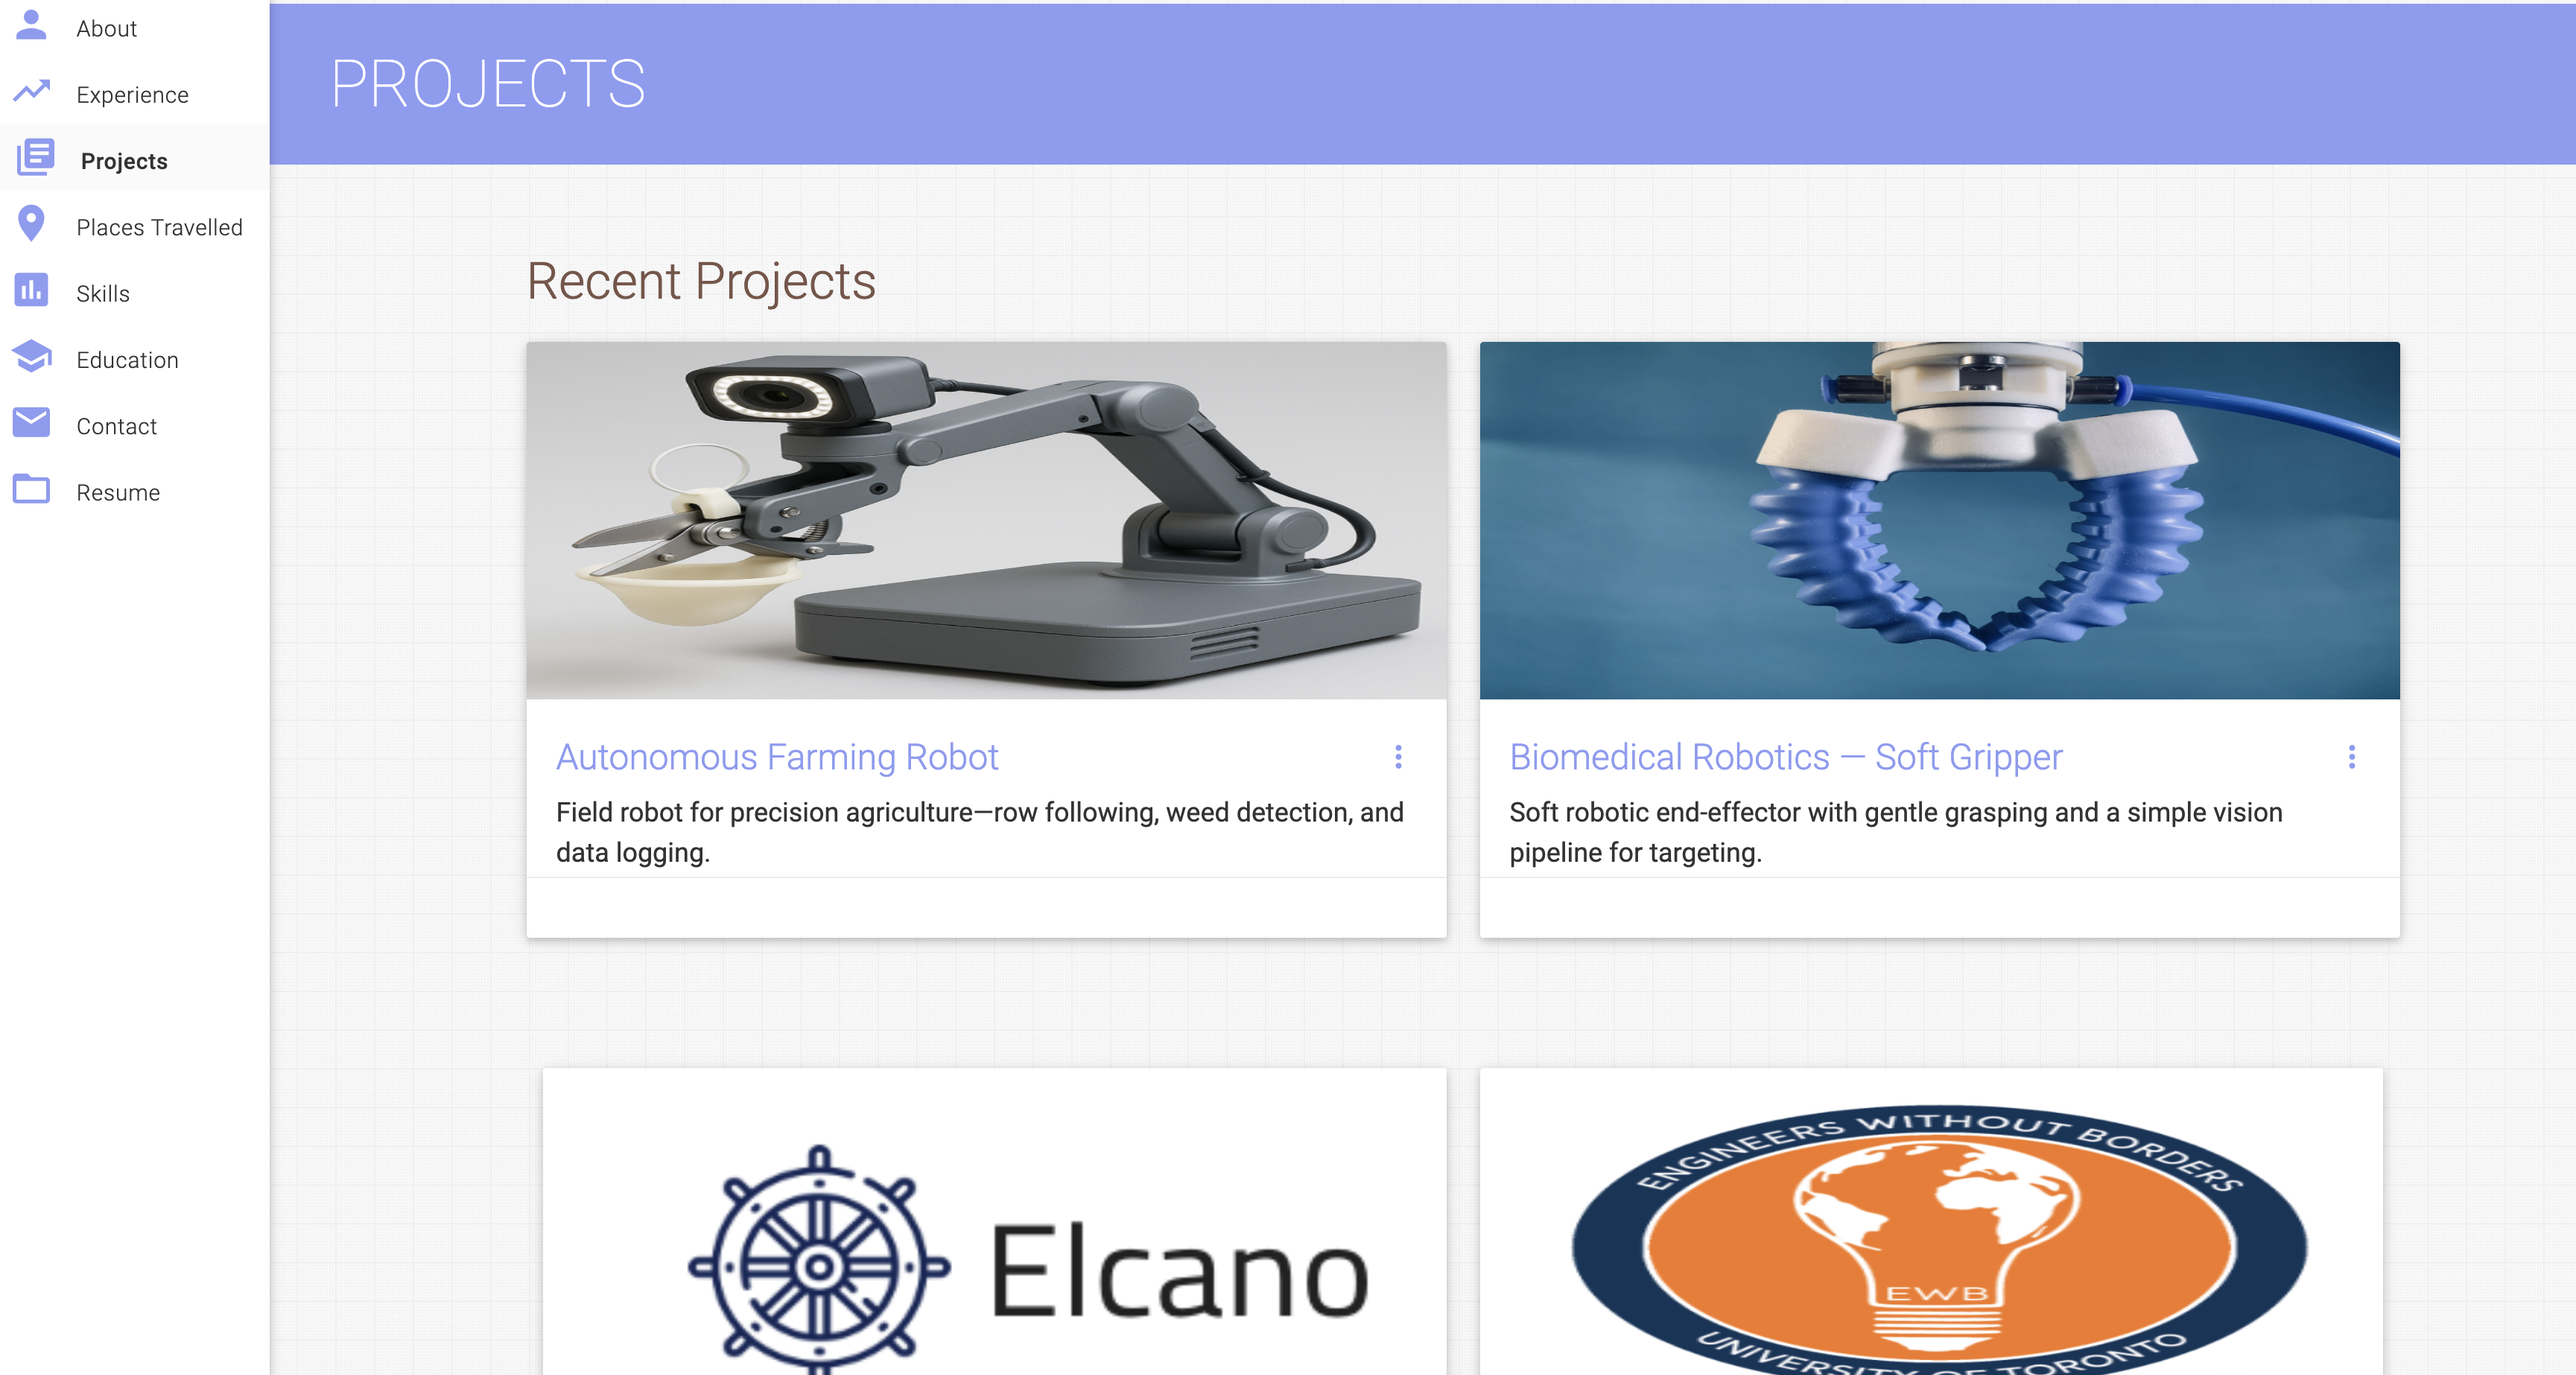 About
Experience
Projects
Places Travelled
Skills
Education
Contact
Resume
PROJECTS
Recent Projects
Autonomous Farming Robot
Field robot for precision agriculture—row following, weed detection, and
data logging.
Biomedical Robotics — Soft Gripper
Soft robotic end-effector with gentle grasping and a simple vision
pipeline for targeting.
Elcano
ENGINEERS WITHOUT BORDERS
EWB
UNIVERSITY OF TORONTO